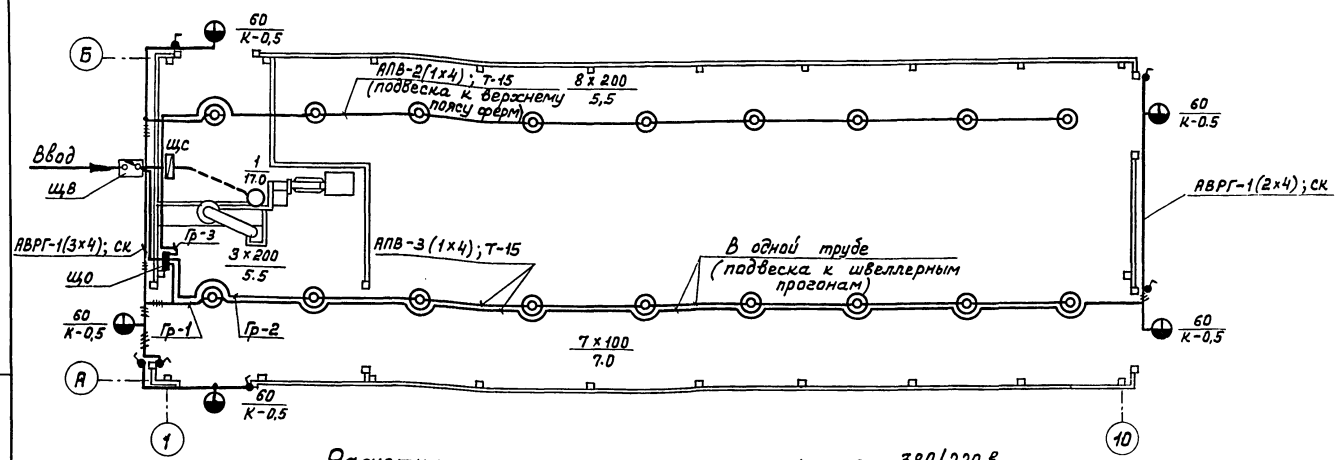 60
К-0,5
Б
АПВ-2(1×4); Т-15
(подвеска к верхнему
поясу ферм)
8×200
5,5
60
К-0.5
Ввод
ЩС
ЩВ
1
17.0
АВРГ-1(2×4); СК
АВРГ-1(3×4); СК
Гр-3
ЩО
3×200
5.5
АПВ-3(1×4); Т-15
В одной трубе
(подвеска к швеллерным
прогонам)
60
К-0,5
Гр-1
Гр-2
7×100
7.0
60
К-0,5
А
60
К-0,5
1
10
380/220 в